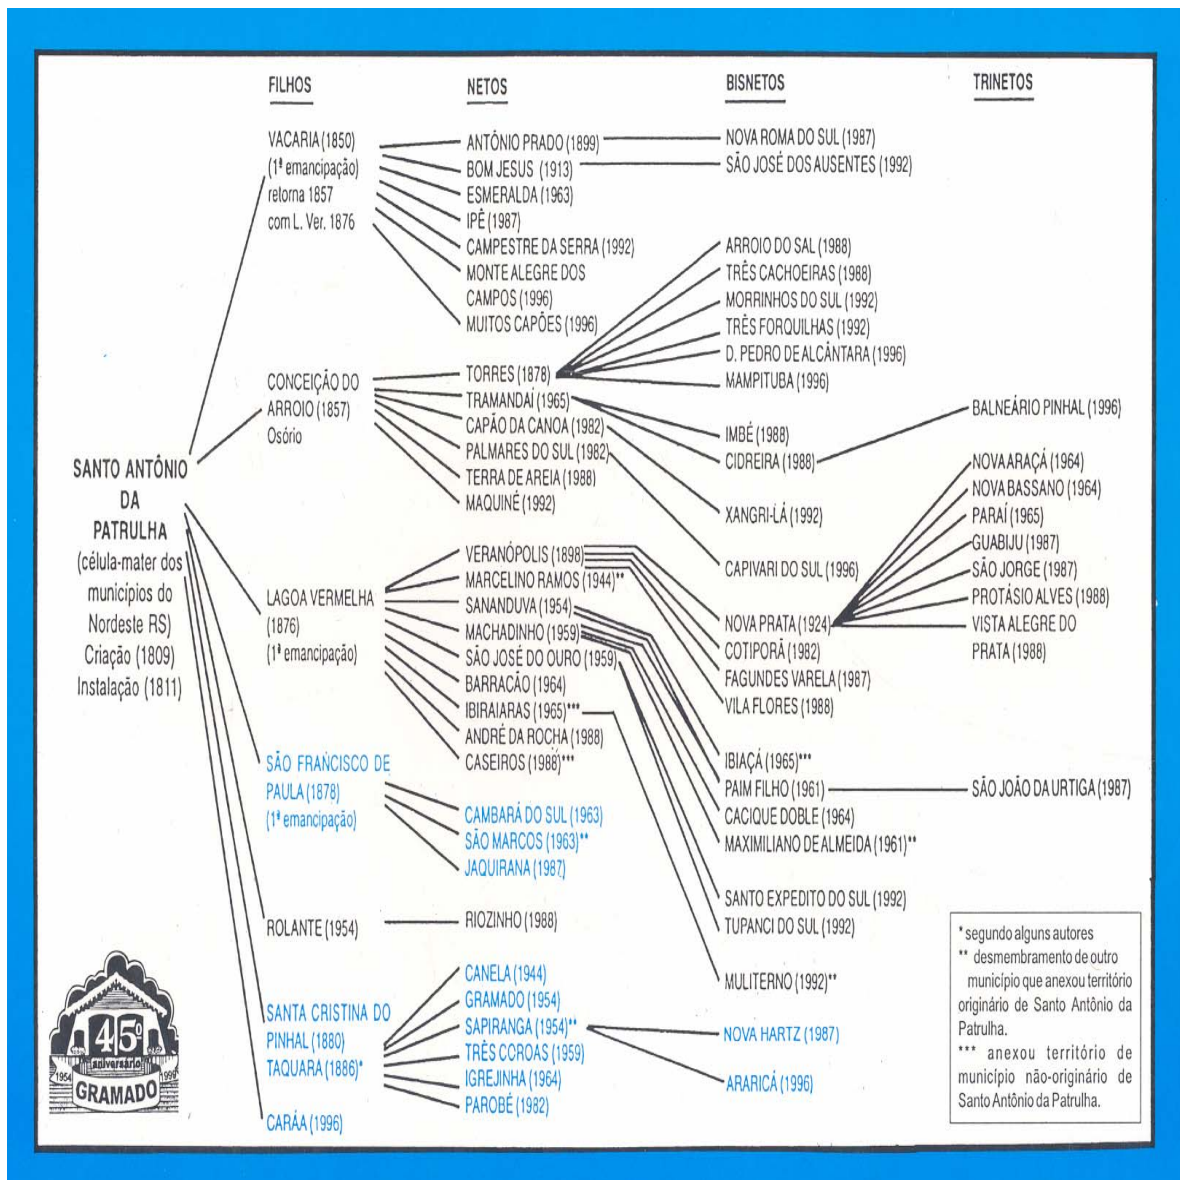 FILHOS
NETOS
BISNETOS
TRINETOS
SANTO ANTÔNIO
DA
PATRULHA
(célula-mater dos
municípios do
Nordeste RS)
Criação (1809)
Instalação (1811)
VACARIA (1850)
(1ª emancipação)
retorna 1857
com L. Ver. 1876
CONCEIÇÃO DO
ARROIO (1857)
Osório
LAGOA VERMELHA
(1876)
(1ª emancipação)
SÃO FRANCISCO DE
PAULA (1878)
(1ª emancipação)
ROLANTE (1954)
SANTA CRISTINA DO
PINHAL (1880)
TAQUARA (1886)*
CARÁA (1996)
ANTÔNIO PRADO (1899)
BOM JESUS (1913)
ESMERALDA (1963)
IPÊ (1987)
CAMPESTRE DA SERRA (1992)
MONTE ALEGRE DOS
CAMPOS (1996)
MUITOS CAPÕES (1996)
TORRES (1878)
TRAMANDAÍ (1965)
CAPÃO DA CANOA (1982)
PALMARES DO SUL (1982)
TERRA DE AREIA (1988)
MAQUINÉ (1992)
VERANÓPOLIS (1898)
MARCELINO RAMOS (1944)**
SANANDUVA (1954)
MACHADINHO (1959)
SÃO JOSÉ DO OURO (1959)
BARRACÃO (1964)
IBIRAIARAS (1965)***
ANDRÉ DA ROCHA (1988)
CASEIROS (1988)***
CAMBARÁ DO SUL (1963)
SÃO MARCOS (1963)**
JAQUIRANA (1987)
RIOZINHO (1988)
CANELA (1944)
GRAMADO (1954)
SAPIRANGA (1954)**
TRÊS COROAS (1959)
IGREJINHA (1964)
PAROBÉ (1982)
NOVA ROMA DO SUL (1987)
SÃO JOSÉ DOS AUSENTES (1992)
ARROIO DO SAL (1988)
TRÊS CACHOEIRAS (1988)
MORRINHOS DO SUL (1992)
TRÊS FORQUILHAS (1992)
D. PEDRO DE ALCÂNTARA (1996)
MAMPITUBA (1996)
IMBÉ (1988)
CIDREIRA (1988)
XANGRI-LÁ (1992)
CAPIVARI DO SUL (1996)
NOVA PRATA (1924)
COTIPORÃ (1982)
FAGUNDES VARELA (1987)
VILA FLORES (1988)
IBIAÇÁ (1965)***
PAIM FILHO (1961)
CACIQUE DOBLE (1964)
MAXIMILIANO DE ALMEIDA (1961)**
SANTO EXPEDITO DO SUL (1992)
TUPANCI DO SUL (1992)
MULITERNO (1992)**
NOVA HARTZ (1987)
ARARICÁ (1996)
BALNEÁRIO PINHAL (1996)
NOVA ARAÇÁ (1964)
NOVA BASSANO (1964)
PARAÍ (1965)
GUABIJU (1987)
SÃO JORGE (1987)
PROTÁSIO ALVES (1988)
VISTA ALEGRE DO
PRATA (1988)
SÃO JOÃO DA URTIGA (1987)
* segundo alguns autores
** desmembramento de outro
município que anexou território
originário de Santo Antônio da
Patrulha.
*** anexou território de
município não-originário de
Santo Antônio da Patrulha.
45º
aniversário
1954
1999
GRAMADO